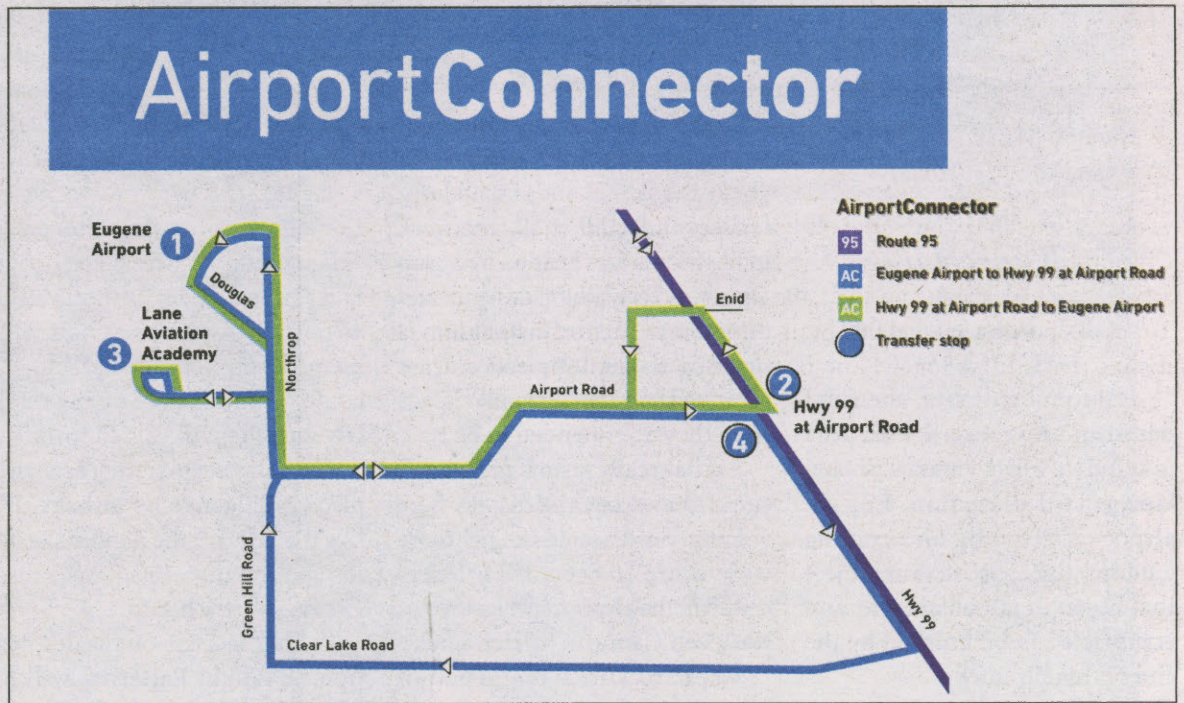 AirportConnector
Eugene
Airport
1
Douglas
Lane
Aviation
Academy
3
Northrop
Airport Road
Enid
2
Hwy 99
at Airport Road
4
Green Hill Road
Clear Lake Road
Hwy 99
AirportConnector
95 Route 95
AC Eugene Airport to Hwy 99 at Airport Road
AC Hwy 99 at Airport Road to Eugene Airport
Transfer stop